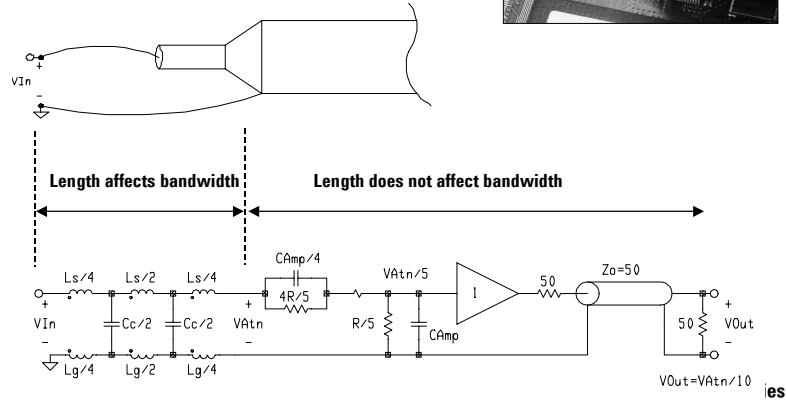 +
VIn
−
Length affects bandwidth Length does not affect bandwidth
CAmp/4
Ls/4 Ls/2 Ls/4 VAtn/5 50 Zo=50
4R/5 1
+ + +
VIn Cc/2 Cc/2 VAtn R/5 CAmp 50 VOut
− − −
Lg/4 Lg/2 Lg/4
VOut=VAtn/10
ies